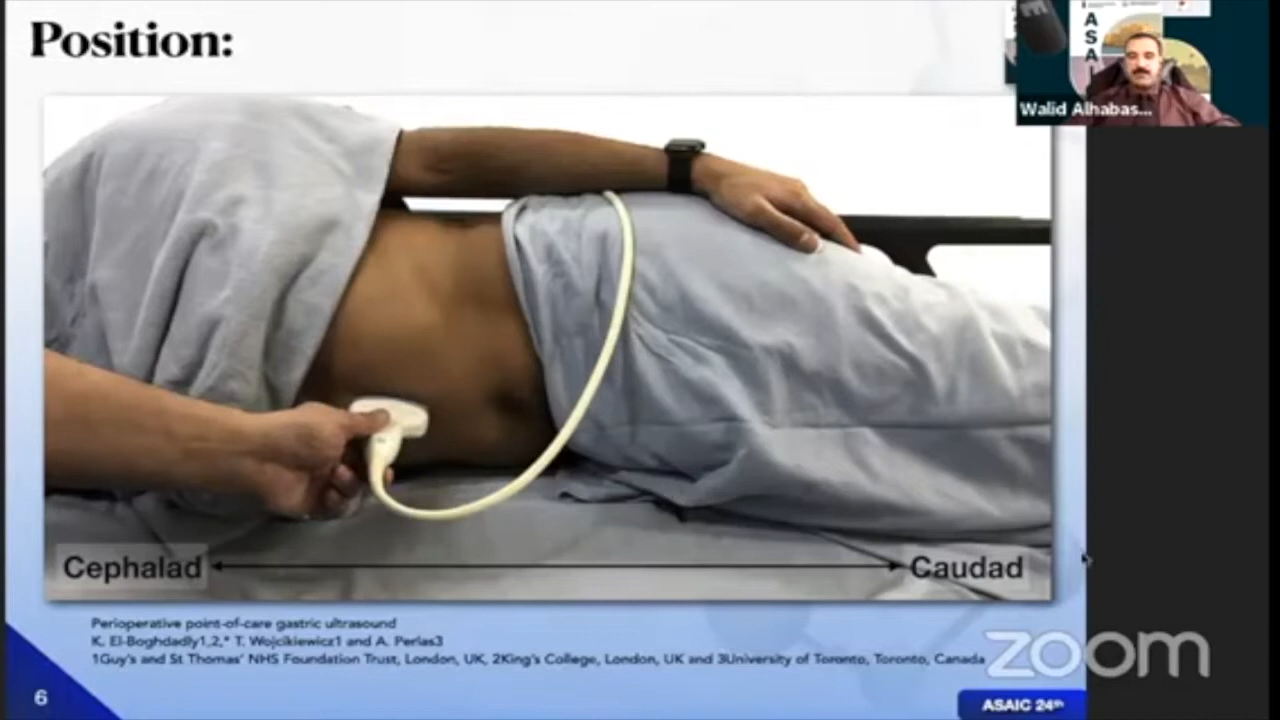 Position:
ASAI
Walid Alhabas...
Cephalad
Caudad
Perioperative point-of-care gastric ultrasound
K. El-Boghdadly1,2,* T. Wojcikiewicz1 and A. Perlas3
1Guy's and St Thomas' NHS Foundation Trust, London, UK, 2King's College, London, UK and 3University of Toronto, Toronto, Canada
zoom
6
ASAIC 24th